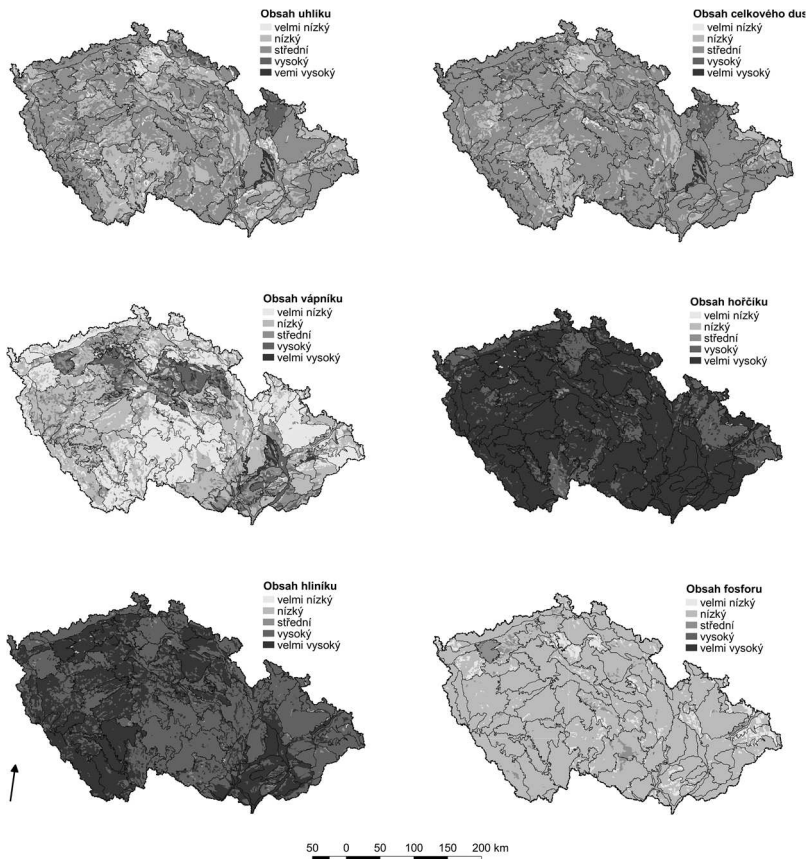 Obsah uhlíku
velmi nízký
nízký
střední
vysoký
vemi vysoký
Obsah celkového dus
velmi nízký
nízký
střední
vysoký
velmi vysoký
Obsah vápníku
velmi nízký
nízký
střední
vysoký
velmi vysoký
Obsah hořčíku
velmi nízký
nízký
střední
vysoký
velmi vysoký
Obsah hliníku
velmi nízký
nízký
střední
vysoký
velmi vysoký
Obsah fosforu
velmi nízký
nízký
střední
vysoký
velmi vysoký
50 0 50 100 150 200 km